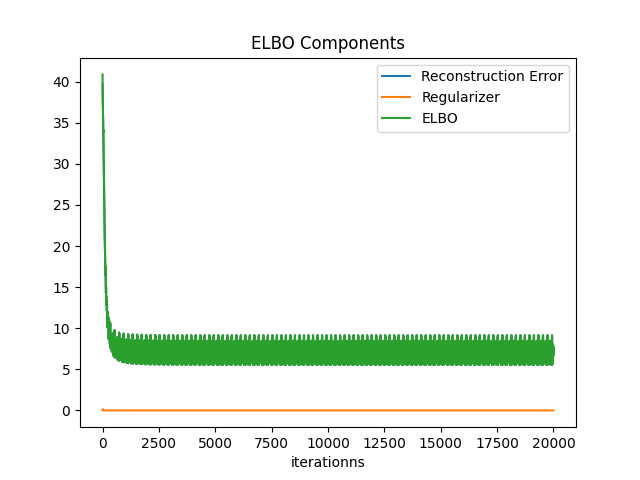 ELBO Components
Reconstruction Error
Regularizer
ELBO
40
35
30
25
20
15
10
5
0
0 2500 5000 7500 10000 12500 15000 17500 20000
iterationns